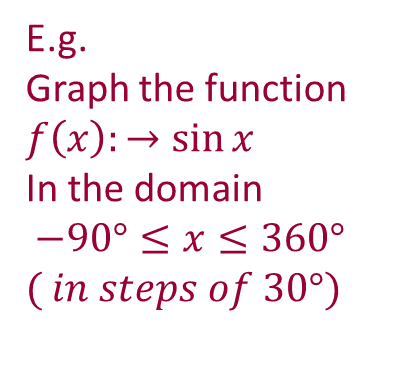 E.g.
Graph the function
f(x):→ sin x
In the domain
−90° ≤ x ≤ 360°
( in steps of 30°)